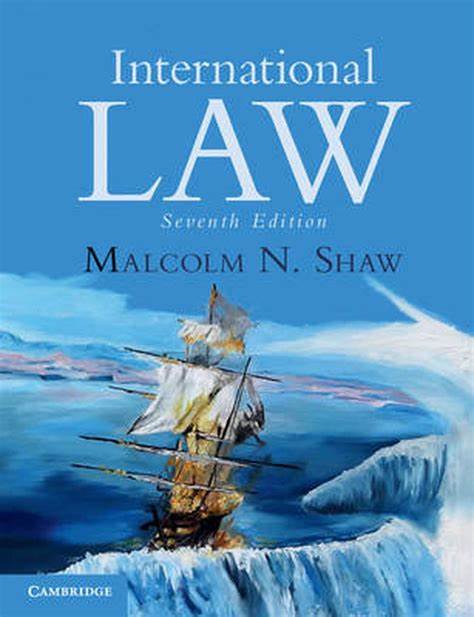 International
LAW
Seventh Edition
MALCOLM N. SHAW
CAMBRIDGE